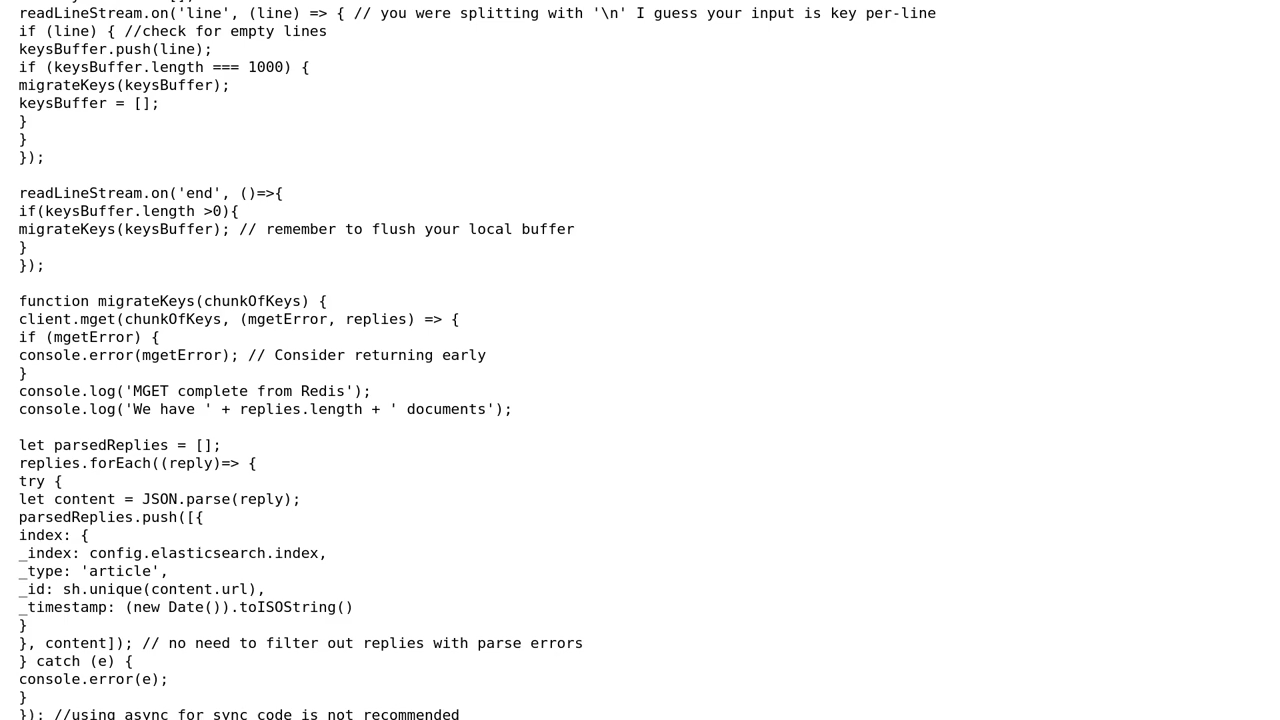 readLineStream.on('line', (line) => { // you were splitting with '\n' I guess your input is key per-line
if (line) { //check for empty lines
keysBuffer.push(line);
if (keysBuffer.length === 1000) {
migrateKeys(keysBuffer);
keysBuffer = [];
}
}
});

readLineStream.on('end', ()=>{
if(keysBuffer.length >0){
migrateKeys(keysBuffer); // remember to flush your local buffer
}
});

function migrateKeys(chunkOfKeys) {
client.mget(chunkOfKeys, (mgetError, replies) => {
if (mgetError) {
console.error(mgetError); // Consider returning early
}
console.log('MGET complete from Redis');
console.log('We have ' + replies.length + ' documents');

let parsedReplies = [];
replies.forEach((reply)=> {
try {
let content = JSON.parse(reply);
parsedReplies.push([{
index: {
_index: config.elasticsearch.index,
_type: 'article',
_id: sh.unique(content.url),
_timestamp: (new Date()).toISOString()
}
}, content]); // no need to filter out replies with parse errors
} catch (e) {
console.error(e);
}
}); //using async for sync code is not recommended